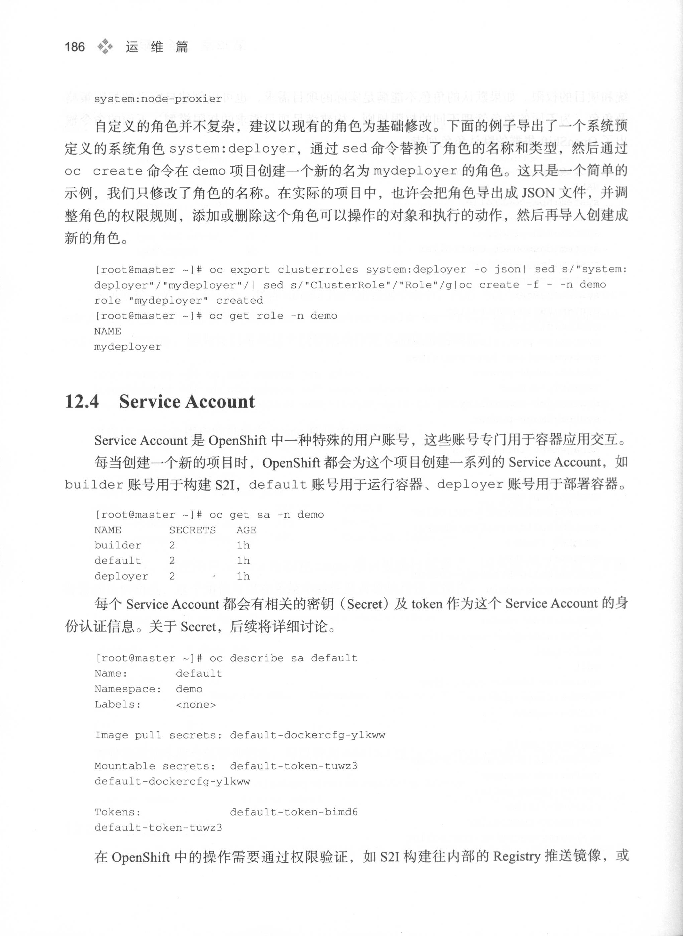 186 运 维 篇
system:node-proxier
自定义的角色并不复杂，建议以现有的角色为基础修改。下面的例子导出了一个系统预
定义的系统角色 system:deployer，通过 sed 命令替换了角色的名称和类型，然后通过
oc create 命令在 demo 项目创建一个新的名为 mydeployer 的角色。这只是一个简单的
示例，我们只修改了角色的名称。在实际的项目中，也许会把角色导出成 JSON 文件，并调
整角色的权限规则，添加或删除这个角色可以操作的对象和执行的动作，然后再导入创建成
新的角色。
[root@master ~]# oc export clusterroles system:deployer -o json| sed s/"system:
deployer"/"mydeployer"/| sed s/"ClusterRole"/"Role"/g|oc create -f - -n demo
role "mydeployer" created
[root@master ~]# oc get role -n demo
NAME
mydeployer
12.4 Service Account
Service Account 是 OpenShift 中一种特殊的用户账号，这些账号专门用于容器应用交互。
每当创建一个新的项目时，OpenShift 都会为这个项目创建一系列的 Service Account，如
builder 账号用于构建 S2I，default 账号用于运行容器、deployer 账号用于部署容器。
[root@master ~]# oc get sa -n demo
NAME SECRETS AGE
builder 2 1h
default 2 1h
deployer 2 1h
每个 Service Account 都会有相关的密钥（Secret）及 token 作为这个 Service Account 的身
份认证信息。关于 Secret，后续将详细讨论。
[root@master ~]# oc describe sa default
Name: default
Namespace: demo
Labels: <none>
Image pull secrets: default-dockercfg-ylkww
Mountable secrets: default-token-tuwz3
default-dockercfg-ylkww
Tokens: default-token-bimd6
default-token-tuwz3
在 OpenShift 中的操作需要通过权限验证，如 S2I 构建往内部的 Registry 推送镜像，或